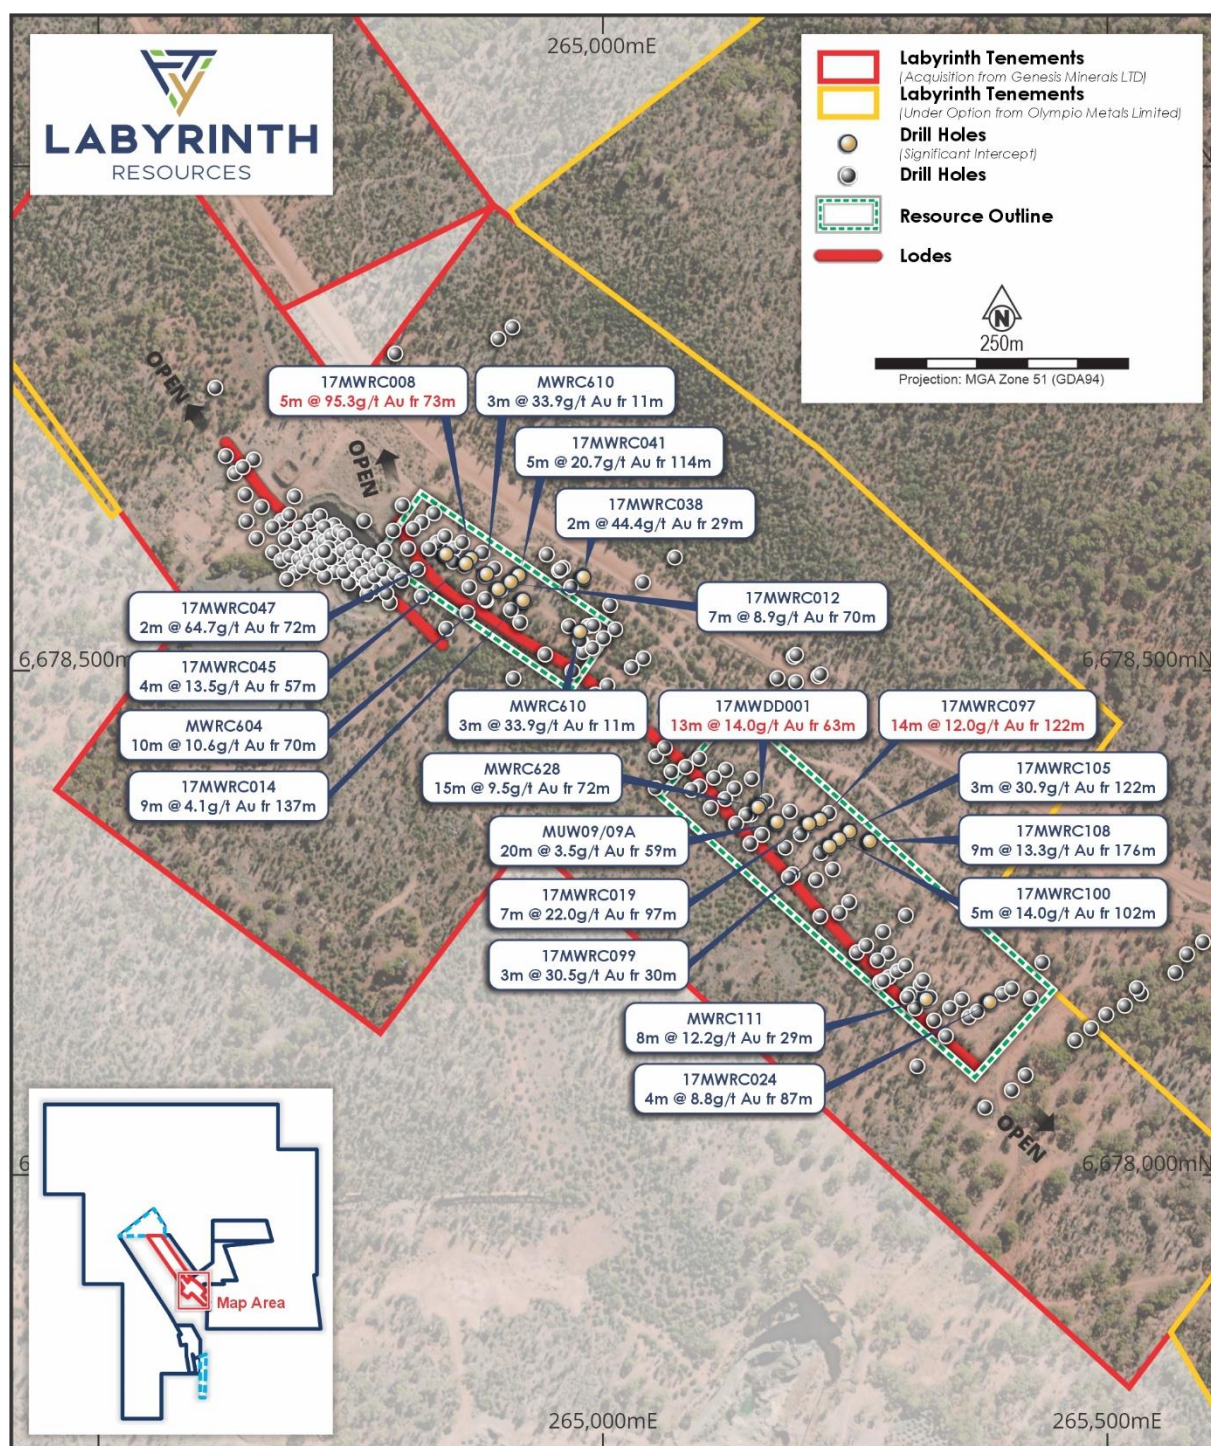 265,000mE
LABYRINTH
RESOURCES
Labyrinth Tenements
(Acquisition from Genesis Minerals LTD)
Labyrinth Tenements
(Under Option from Olympio Metals Limited)
Drill Holes
(Significant Intercept)
Drill Holes
Resource Outline
Lodes
N
250m
Projection: MGA Zone 51 (GDA94)
OPEN
OPEN
17MWRC008
5m @ 95.3g/t Au fr 73m
MWRC610
3m @ 33.9g/t Au fr 11m
17MWRC041
5m @ 20.7g/t Au fr 114m
17MWRC038
2m @ 44.4g/t Au fr 29m
17MWRC012
7m @ 8.9g/t Au fr 70m
17MWRC047
2m @ 64.7g/t Au fr 72m
6,678,500m
6,678,500mN
17MWRC045
4m @ 13.5g/t Au fr 57m
MWRC604
10m @ 10.6g/t Au fr 70m
17MWRC014
9m @ 4.1g/t Au fr 137m
MWRC610
3m @ 33.9g/t Au fr 11m
17MWDD001
13m @ 14.0g/t Au fr 63m
17MWRC097
14m @ 12.0g/t Au fr 122m
MWRC628
15m @ 9.5g/t Au fr 72m
17MWRC105
3m @ 30.9g/t Au fr 122m
MUW09/09A
20m @ 3.5g/t Au fr 59m
17MWRC108
9m @ 13.3g/t Au fr 176m
17MWRC019
7m @ 22.0g/t Au fr 97m
17MWRC100
5m @ 14.0g/t Au fr 102m
17MWRC099
3m @ 30.5g/t Au fr 30m
MWRC111
8m @ 12.2g/t Au fr 29m
17MWRC024
4m @ 8.8g/t Au fr 87m
OPEN
6,678,000mN
Map Area
265,000mE
265,500mE